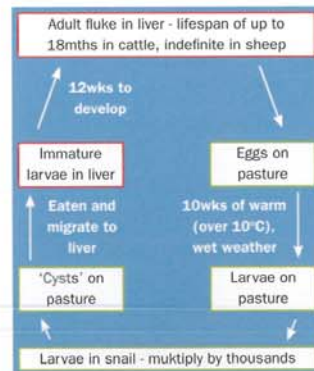 Adult fluke in liver - lifespan of up to
18mths in cattle, indefinite in sheep
12wks to
develop
Immature
larvae in liver
Eggs on
pasture
Eaten and
migrate to
liver
10wks of warm
(over 10°C),
wet weather
'Cysts' on
pasture
Larvae on
pasture
Larvae in snail - muktiply by thousands